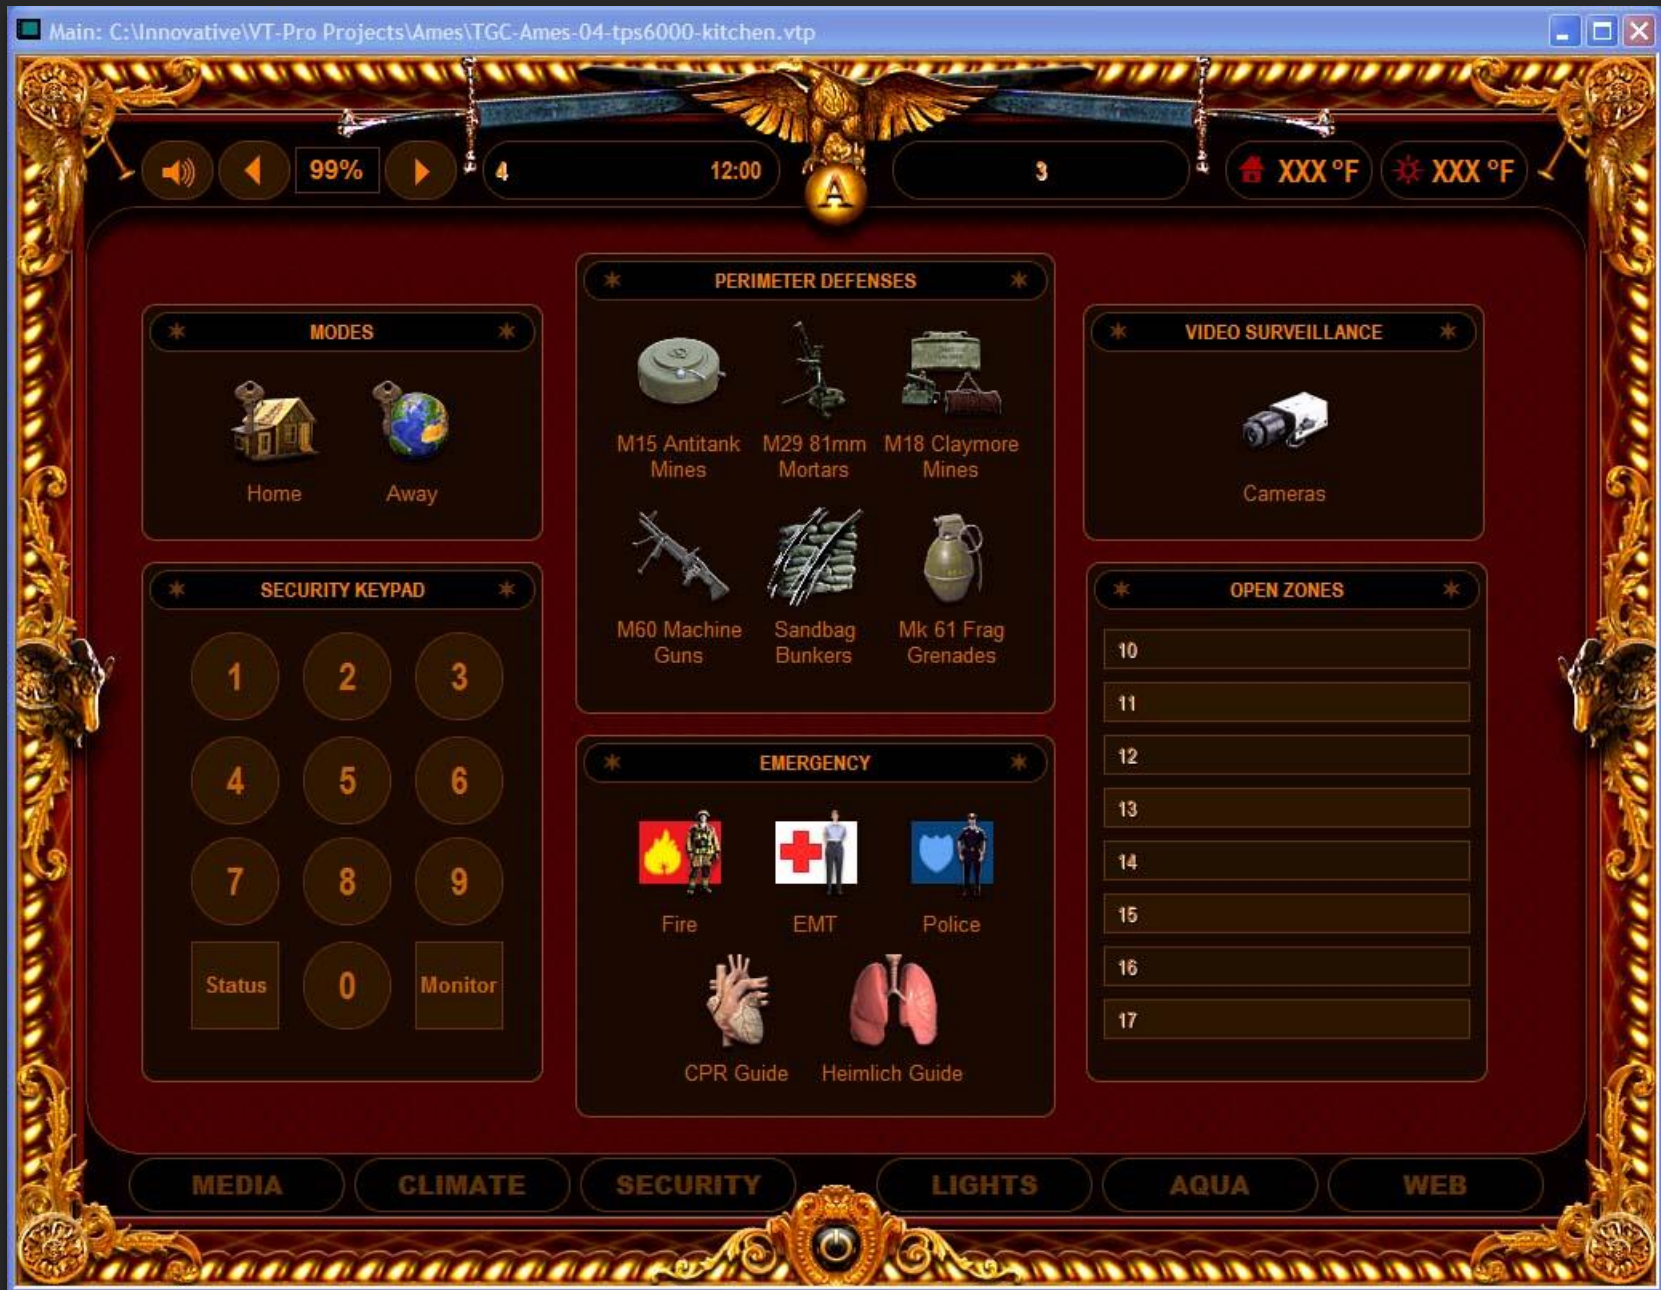 Main: C:\Innovative\VT-Pro Projects\Ames\TGC-Ames-04-tps6000-kitchen.vtp
99%
4
12:00
A
3
XXX °F
XXX °F
MODES
Home
Away
SECURITY KEYPAD
1 2 3
4 5 6
7 8 9
Status 0 Monitor
PERIMETER DEFENSES
M15 Antitank
Mines
M29 81mm
Mortars
M18 Claymore
Mines
M60 Machine
Guns
Sandbag
Bunkers
Mk 61 Frag
Grenades
EMERGENCY
Fire
EMT
Police
CPR Guide
Heimlich Guide
VIDEO SURVEILLANCE
Cameras
OPEN ZONES
10
11
12
13
14
15
16
17
MEDIA
CLIMATE
SECURITY
LIGHTS
AQUA
WEB